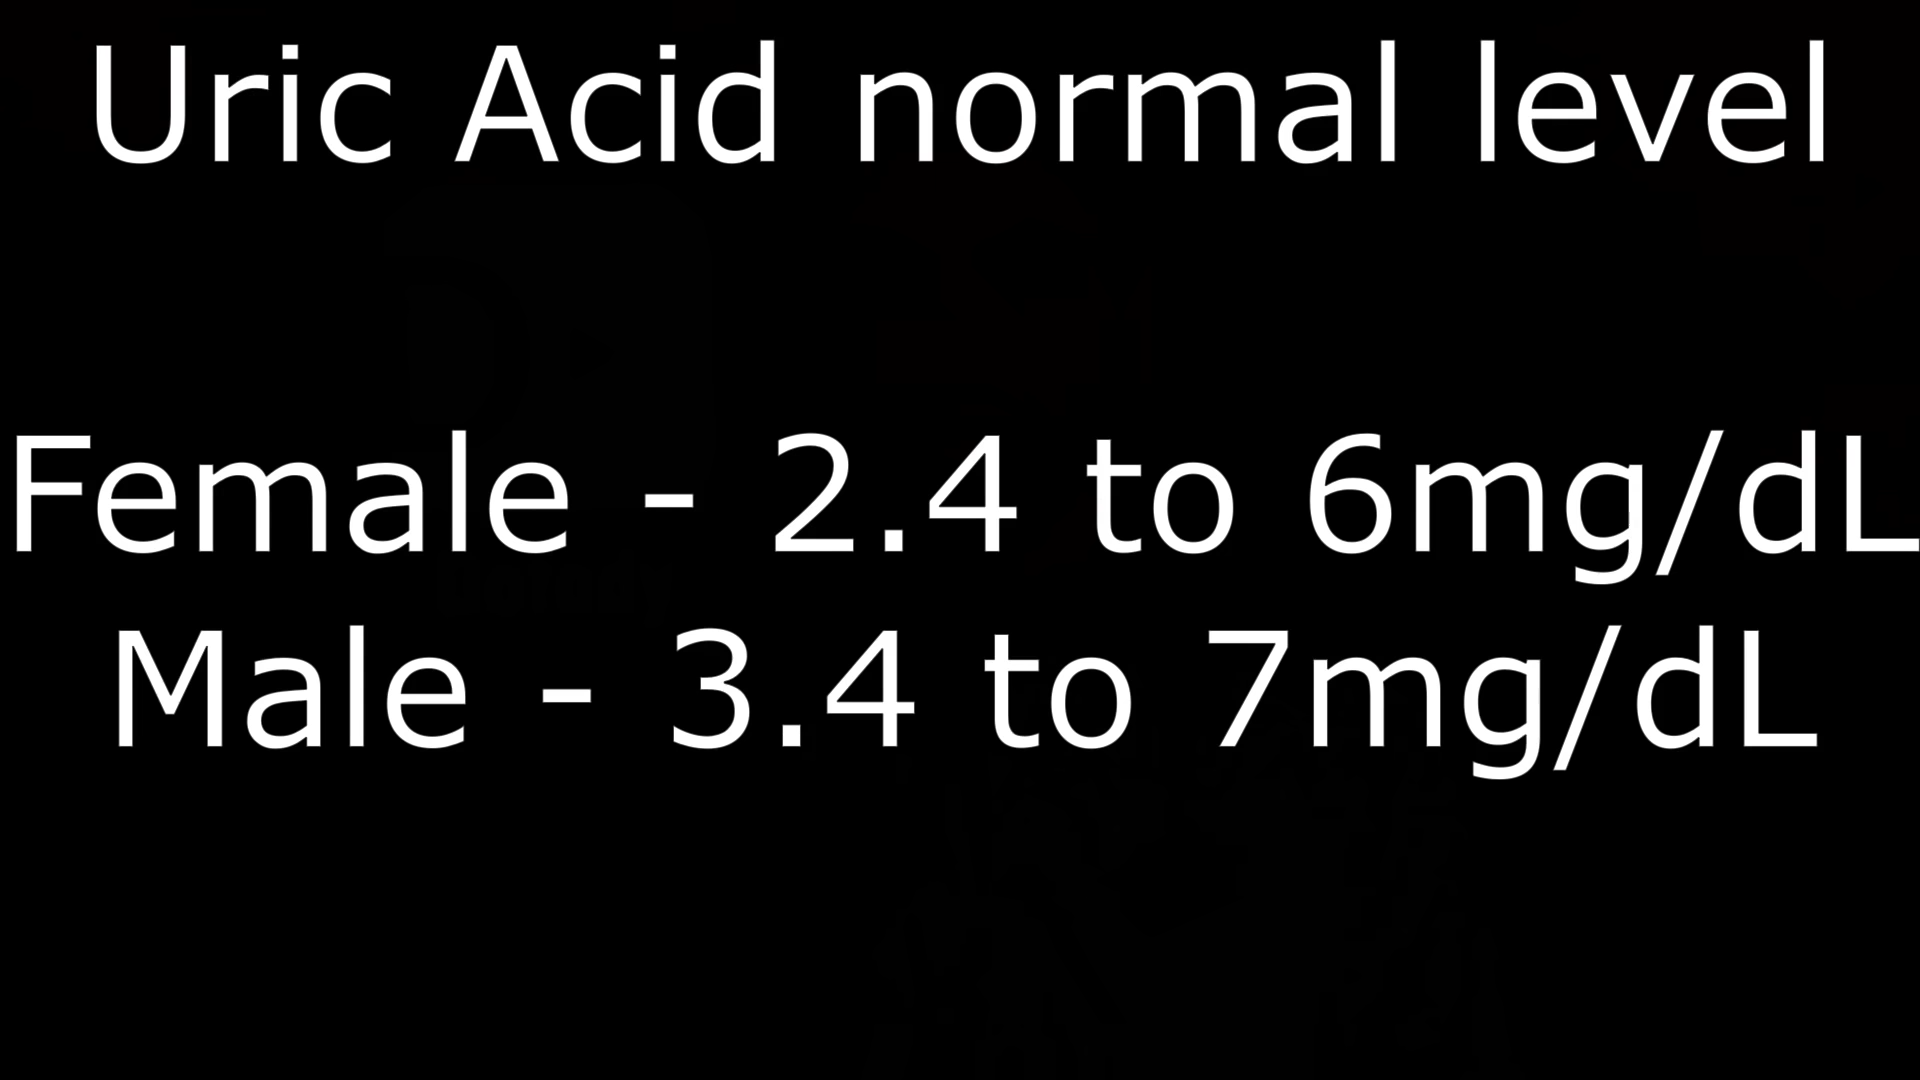 Uric Acid normal level
Female - 2.4 to 6mg/dL
Male - 3.4 to 7mg/dL